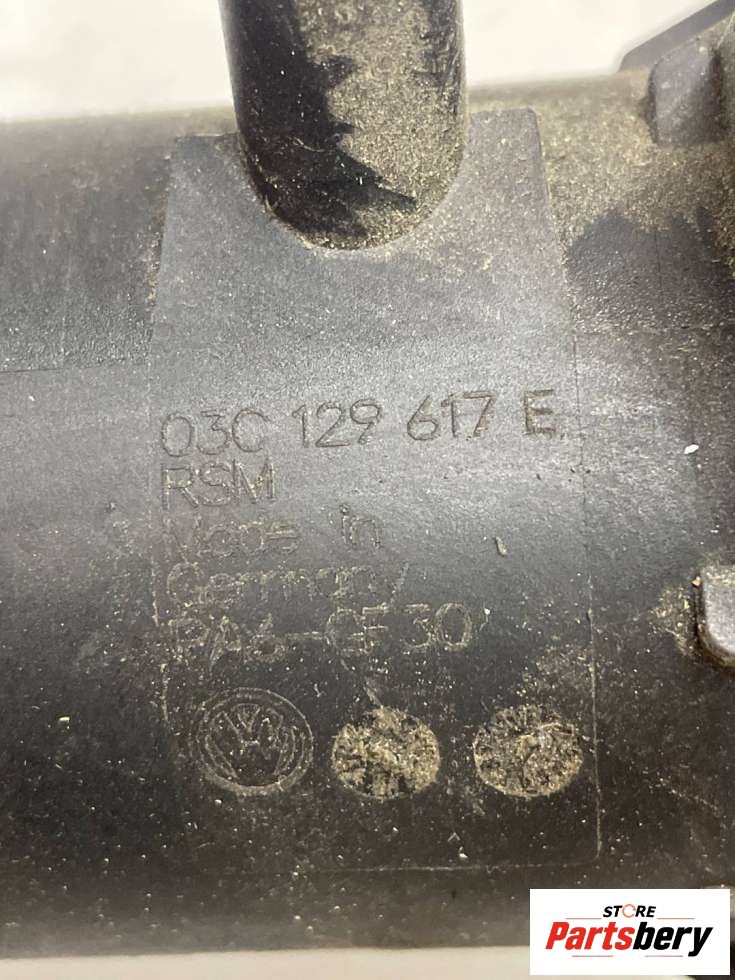 03C 129 617 E
RSM
Made in
Germany
PA6-GF30
STORE
Partsbery